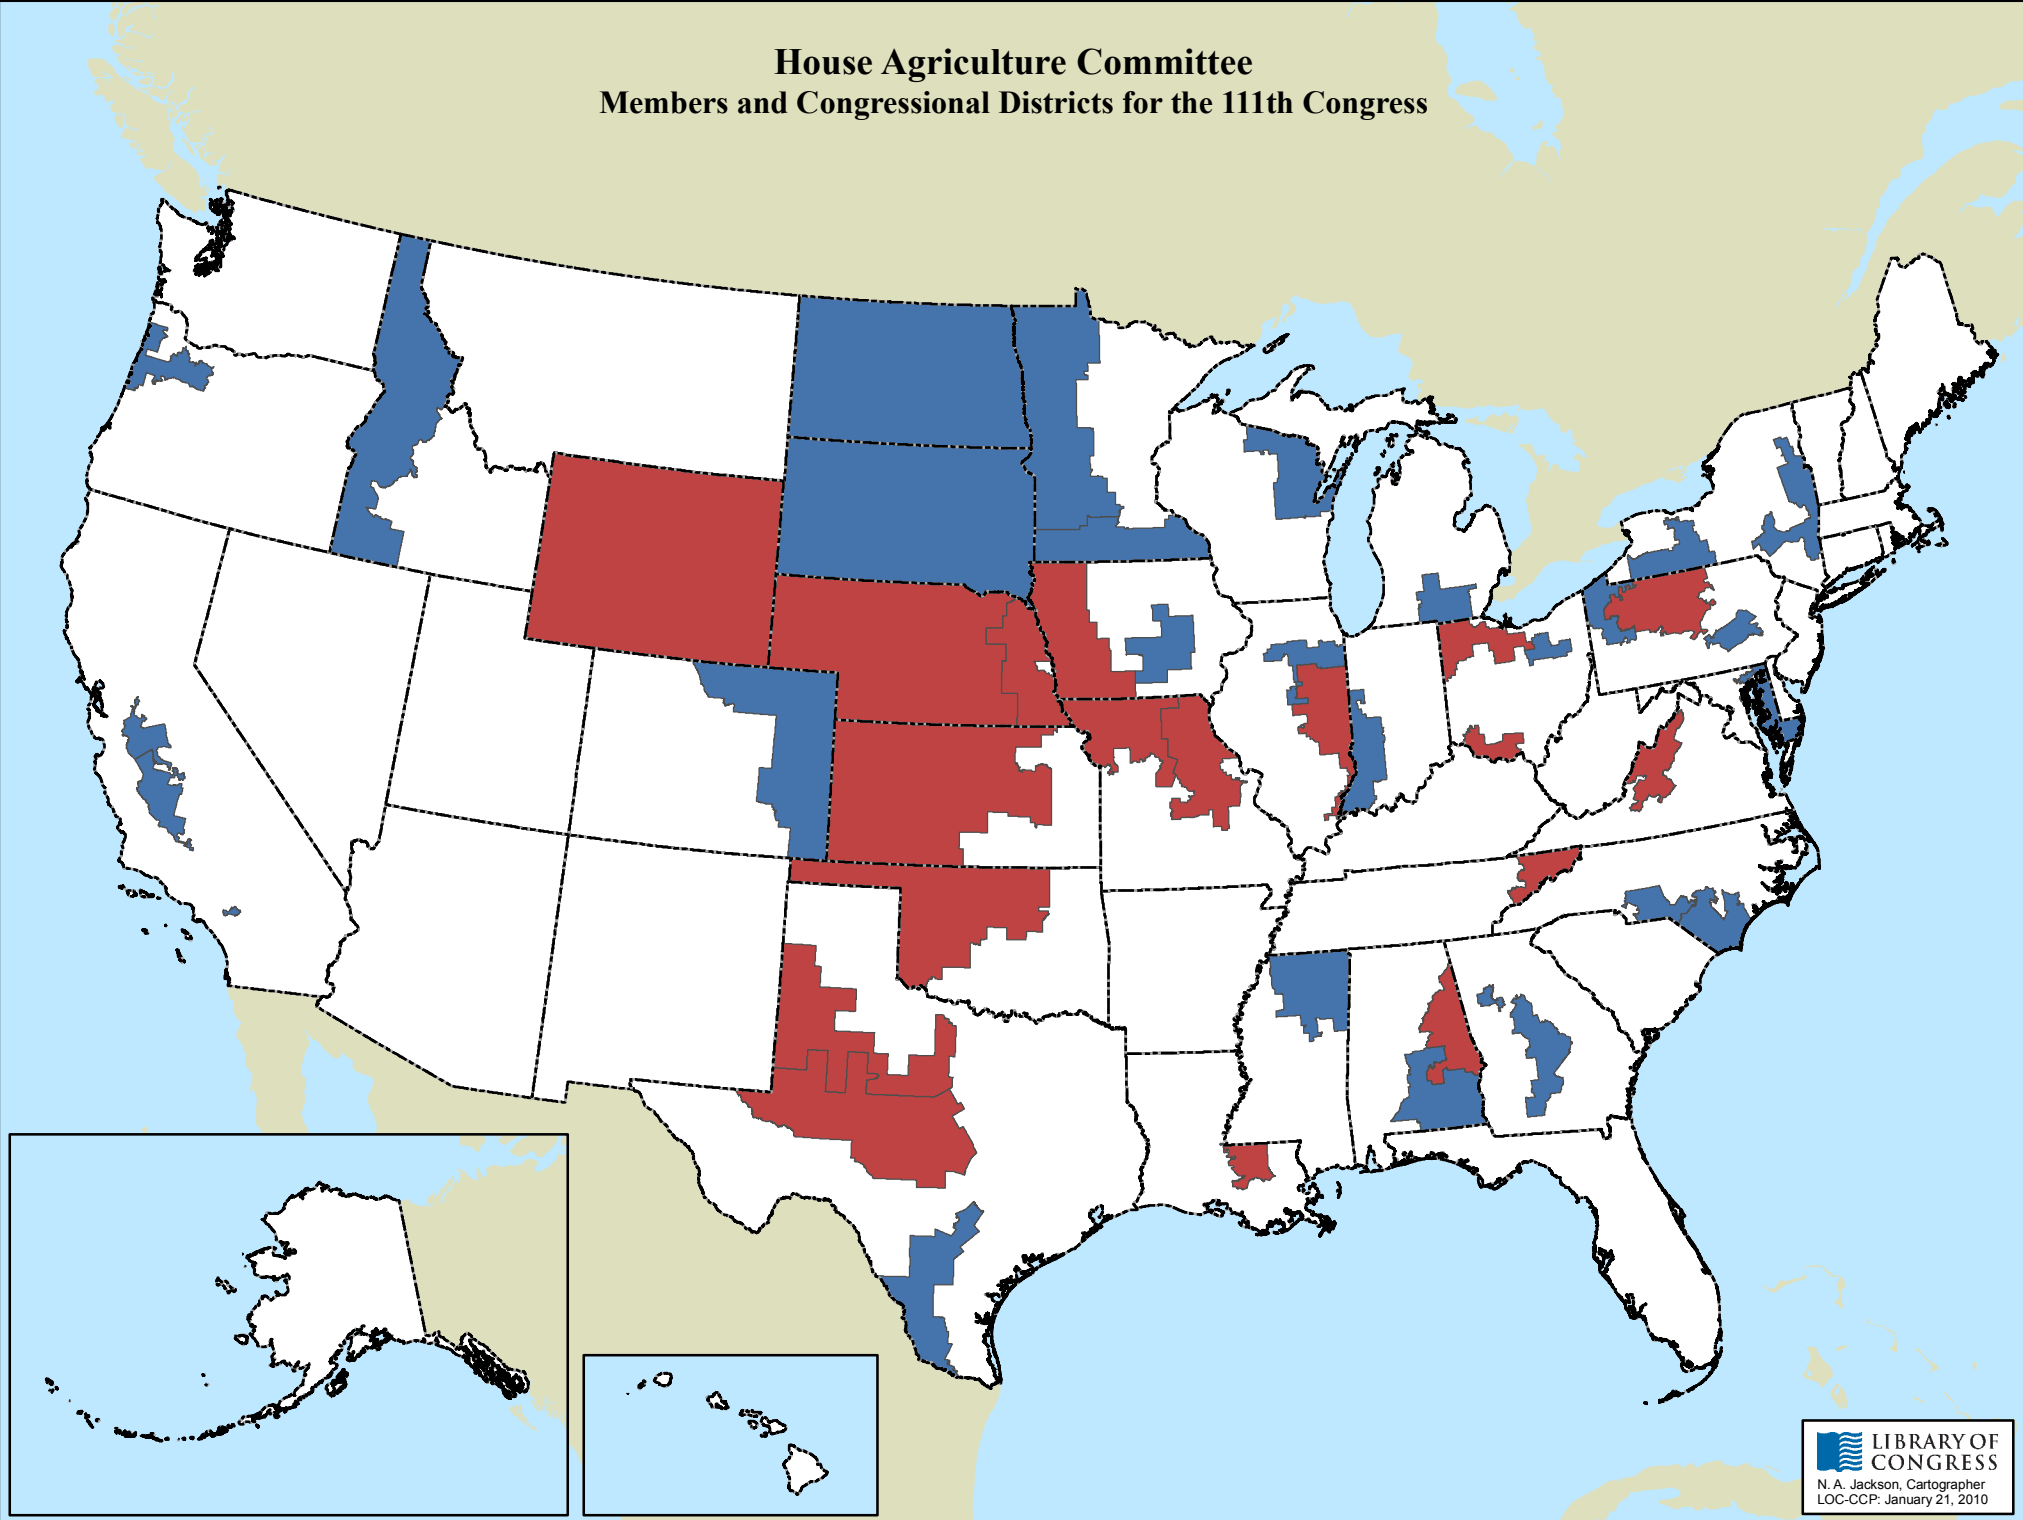 House Agriculture Committee
Members and Congressional Districts for the 111th Congress
LIBRARY OF
CONGRESS
N. A. Jackson, Cartographer
LOC-CCP: January 21, 2010